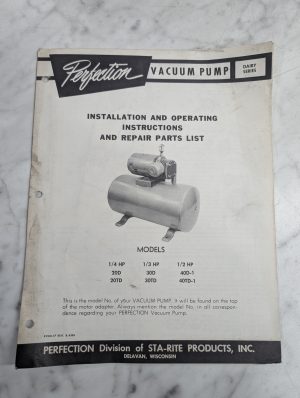 Perfection VACUUM PUMP DAIRY
SERIES
INSTALLATION AND OPERATING
INSTRUCTIONS
AND REPAIR PARTS LIST
MODELS
1/4 HP 1/3 HP 1/2 HP
20D 30D 40D-1
20TD 30TD 40TD-1
This is the model No. of your VACUUM PUMP. It will be found on the top
of the motor adapter. Always mention the model No. in all correspon-
dence regarding your PERFECTION Vacuum Pump.
PERFECTION Division of STA-RITE PRODUCTS, INC.
DELAVAN, WISCONSIN